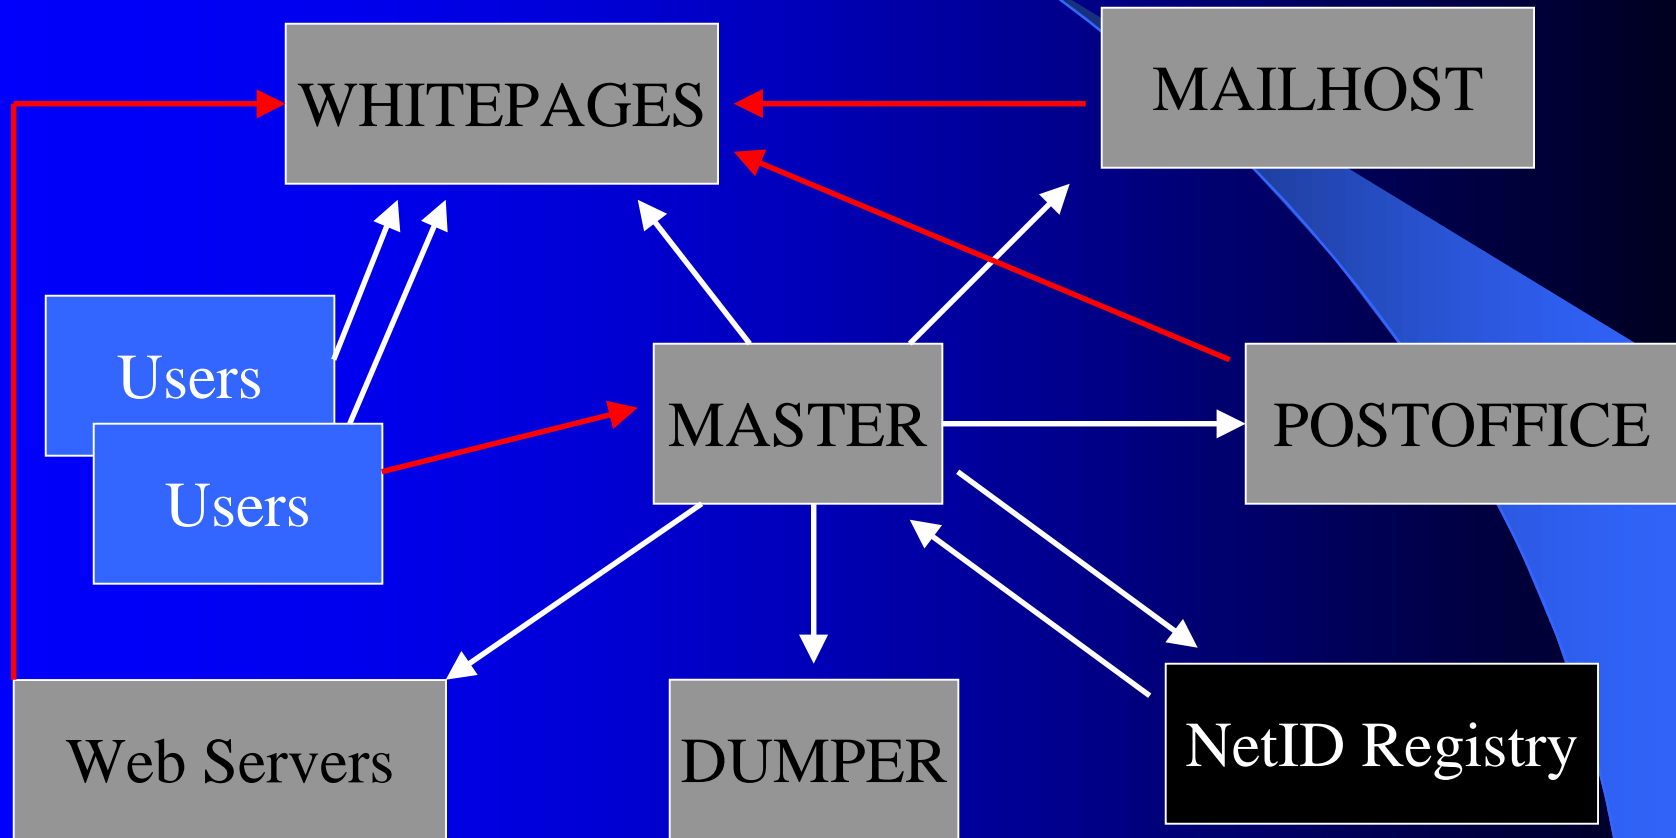 WHITEPAGES
MAILHOST
Users
MASTER
POSTOFFICE
Users
Web Servers
DUMPER
NetID Registry